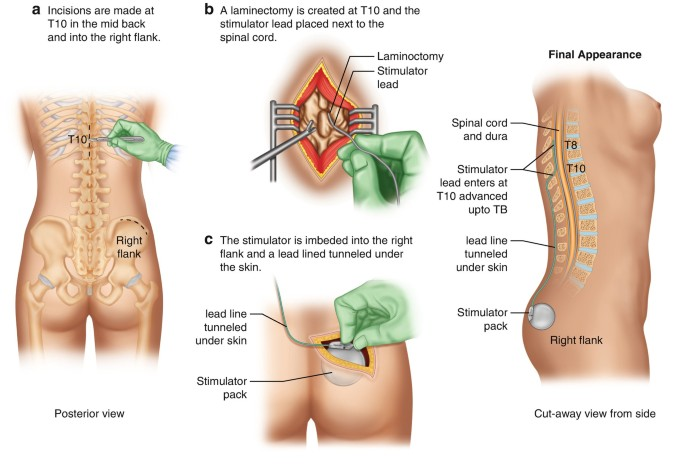 a Incisions are made at
T10 in the mid back
and into the right flank.
T10
Right
flank
Posterior view
b A laminectomy is created at T10 and the
stimulator lead placed next to the
spinal cord.
Laminoctomy
Stimulator
lead
c The stimulator is imbeded into the right
flank and a lead lined tunneled under
the skin.
lead line
tunneled
under skin
Stimulator
pack
Final Appearance
Spinal cord
and dura
T8
T10
Stimulator
lead enters at
T10 advanced
upto TB
lead line
tunneled
under skin
Stimulator
pack
Right flank
Cut-away view from side